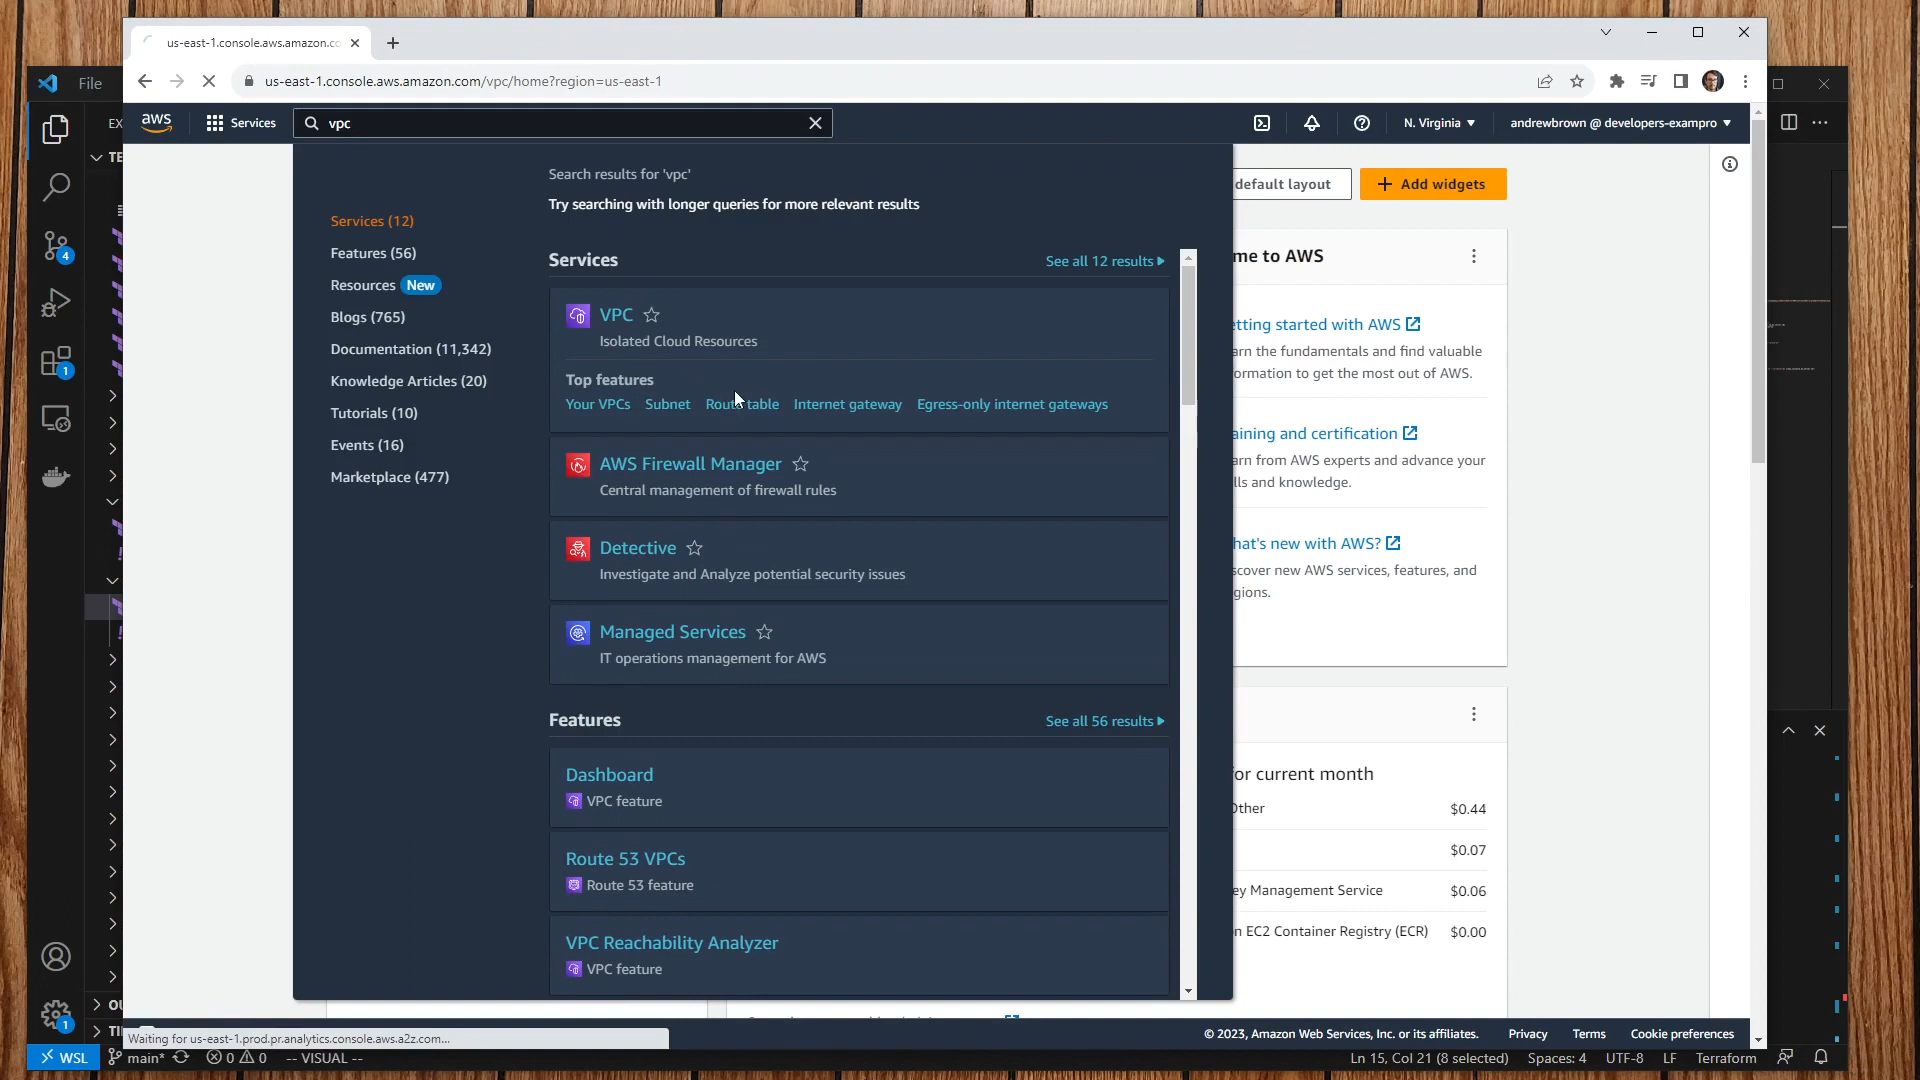 us-east-1.console.aws.amazon.co
File
us-east-1.console.aws.amazon.com/vpc/home?region=us-east-1
aws
Services
vpc
N. Virginia
andrewbrown @ developers-exampro
EX
TE
Search results for 'vpc'
Try searching with longer queries for more relevant results
Services (12)
Features (56)
Resources New
Blogs (765)
Documentation (11,342)
Knowledge Articles (20)
Tutorials (10)
Events (16)
Marketplace (477)
Services
See all 12 results
VPC
Isolated Cloud Resources
Top features
Your VPCs Subnet Route table Internet gateway Egress-only internet gateways
AWS Firewall Manager
Central management of firewall rules
Detective
Investigate and Analyze potential security issues
Managed Services
IT operations management for AWS
Features
See all 56 results
Dashboard
VPC feature
Route 53 VPCs
Route 53 feature
VPC Reachability Analyzer
VPC feature
default layout
Add widgets
me to AWS
etting started with AWS
arn the fundamentals and find valuable
ormation to get the most out of AWS.
aining and certification
arn from AWS experts and advance your
lls and knowledge.
hat's new with AWS?
scover new AWS services, features, and
gions.
for current month
Other $0.44
$0.07
ey Management Service $0.06
n EC2 Container Registry (ECR) $0.00
4
1
1
OU
TI
Waiting for us-east-1.prod.pr.analytics.console.aws.a2z.com...
© 2023, Amazon Web Services, Inc. or its affiliates. Privacy Terms Cookie preferences
WSL main* 0 0 -- VISUAL -- Ln 15, Col 21 (8 selected) Spaces: 4 UTF-8 LF Terraform